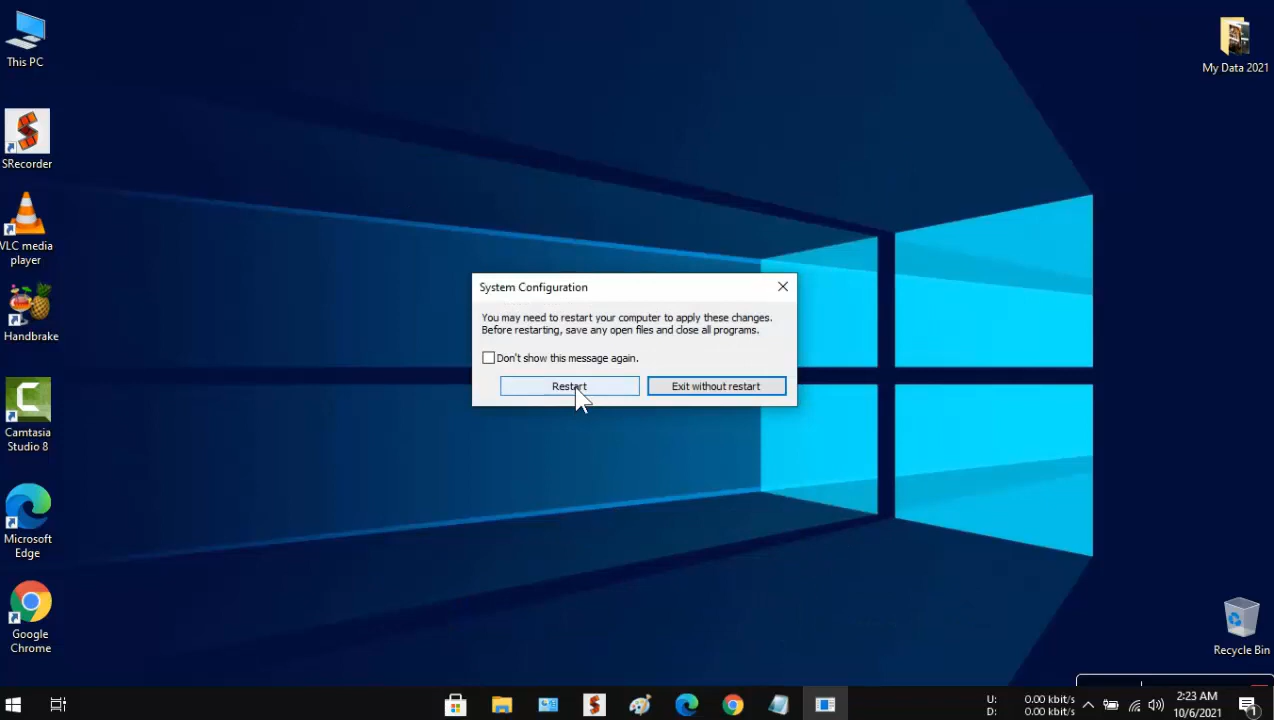 This PC
My Data 2021
SRecorder
VLC media
player
Handbrake
Camtasia
Studio 8
Microsoft
Edge
Google
Chrome
System Configuration
You may need to restart your computer to apply these changes.
Before restarting, save any open files and close all programs.
Don't show this message again.
Restart
Exit without restart
Recycle Bin
U: 0.00 kbit/s
D: 0.00 kbit/s
2:23 AM
10/6/2021
1